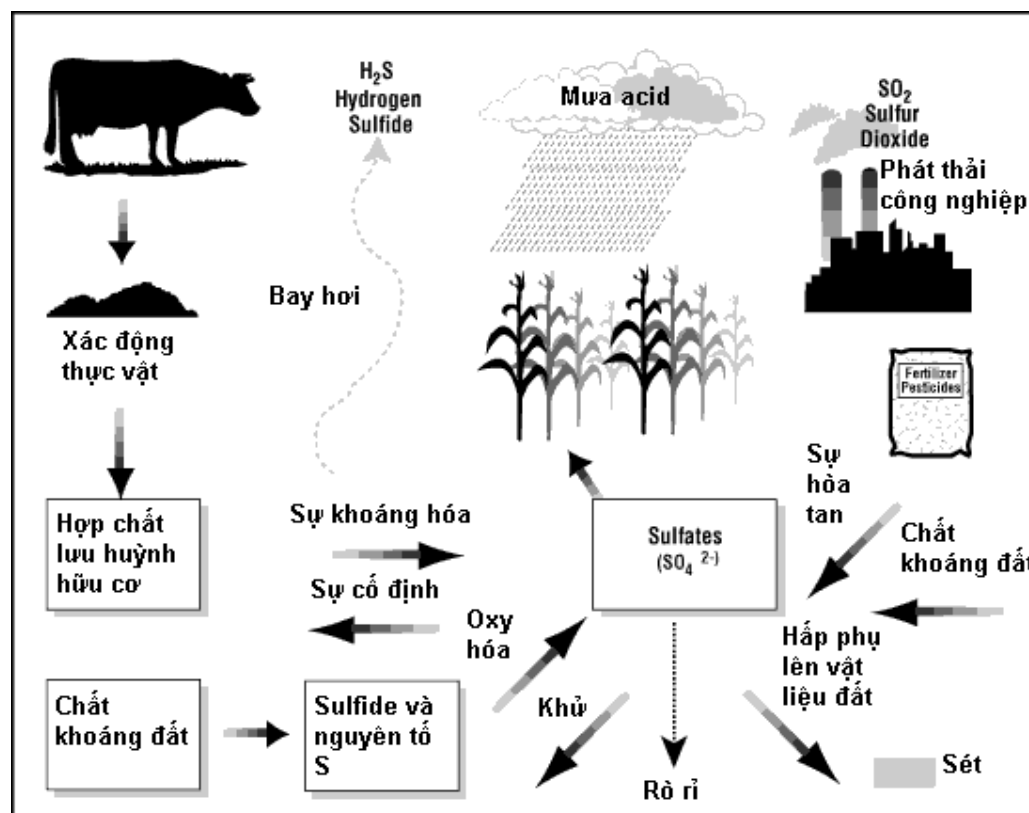 H₂S
Hydrogen
Sulfide
Mưa acid
SO₂
Sulfur
Dioxide
Phát thải
công nghiệp
Bay hơi
Xác động
thực vật
Fertilizer
Pesticides
Hợp chất
lưu huỳnh
hữu cơ
Sự khoáng hóa
Sự cố định
Sulfates
(SO₄ ²⁻)
Sự
hòa
tan
Chất
khoáng đất
Oxy
hóa
Hấp phụ
lên vật
liệu đất
Chất
khoáng đất
Sulfide và
nguyên tố
S
Khử
Rò rỉ
Sét